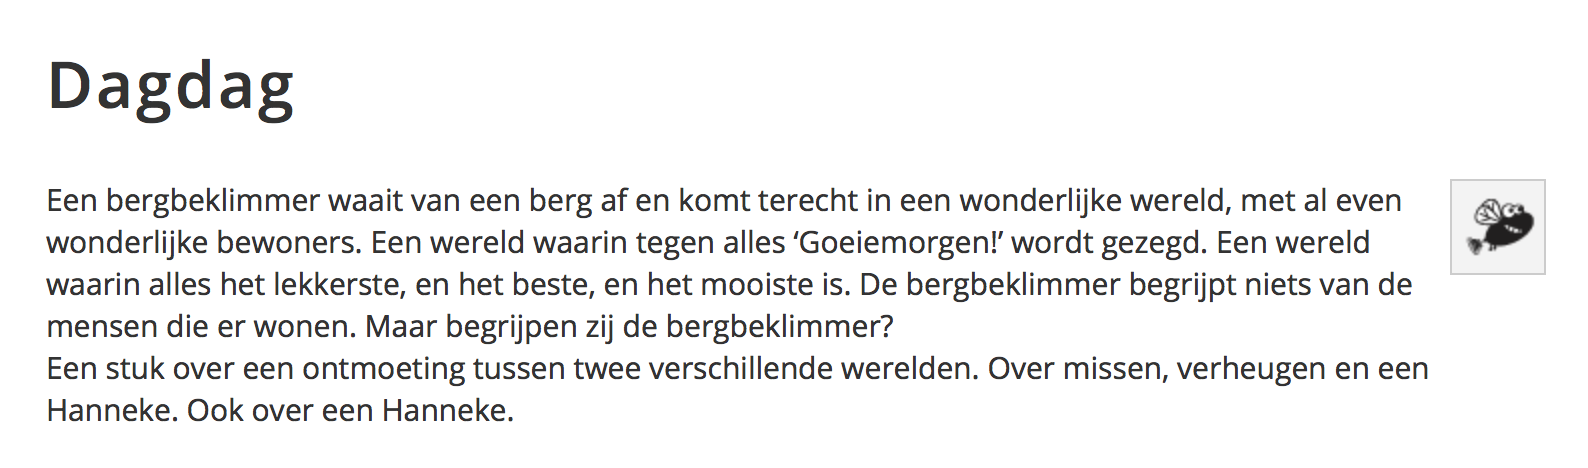 Dagdag
Een bergbeklimmer waait van een berg af en komt terecht in een wonderlijke wereld, met al even
wonderlijke bewoners. Een wereld waarin tegen alles ‘Goeiemorgen!’ wordt gezegd. Een wereld
waarin alles het lekkerste, en het beste, en het mooiste is. De bergbeklimmer begrijpt niets van de
mensen die er wonen. Maar begrijpen zij de bergbeklimmer?
Een stuk over een ontmoeting tussen twee verschillende werelden. Over missen, verheugen en een
Hanneke. Ook over een Hanneke.